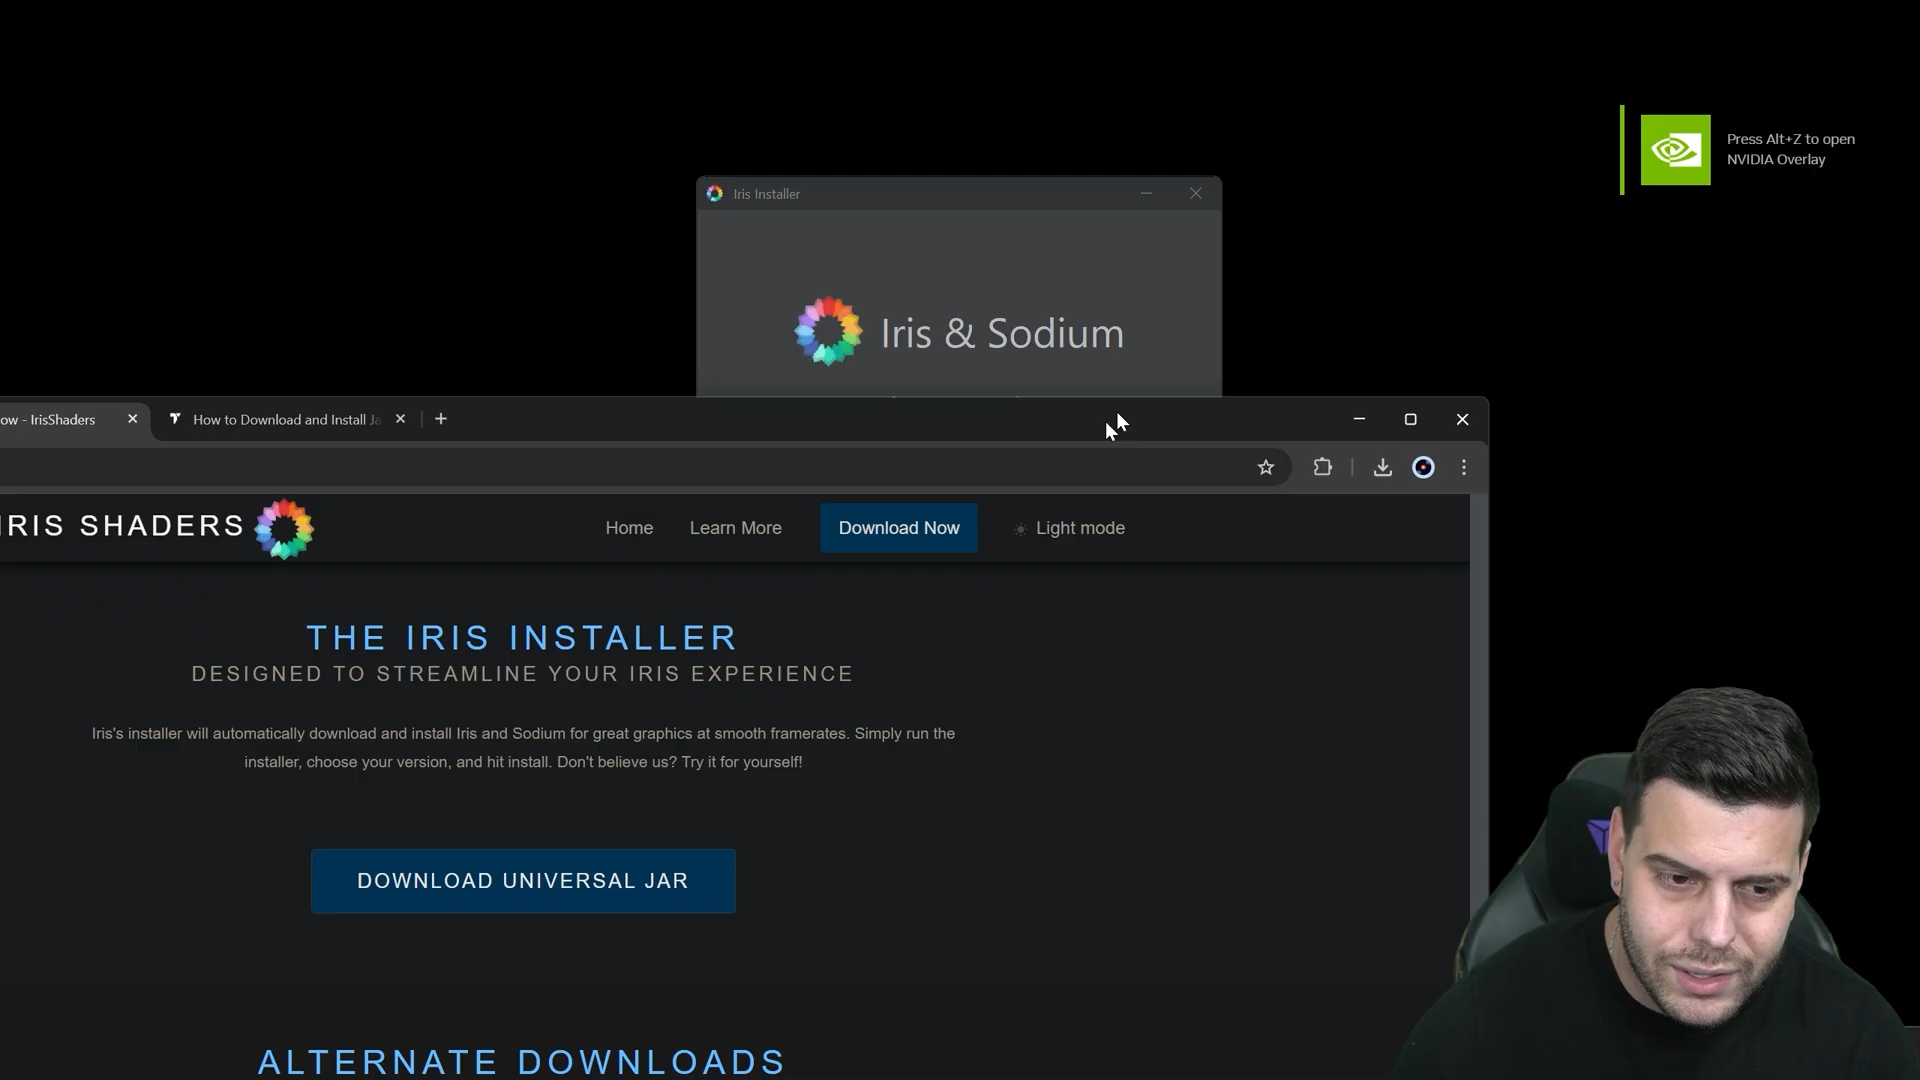 Press Alt+Z to open
NVIDIA Overlay
Iris Installer
Iris & Sodium
ow - IrisShaders
How to Download and Install Ja
IRIS SHADERS
Home
Learn More
Download Now
Light mode
THE IRIS INSTALLER
DESIGNED TO STREAMLINE YOUR IRIS EXPERIENCE
Iris's installer will automatically download and install Iris and Sodium for great graphics at smooth framerates. Simply run the
installer, choose your version, and hit install. Don't believe us? Try it for yourself!
DOWNLOAD UNIVERSAL JAR
ALTERNATE DOWNLOADS